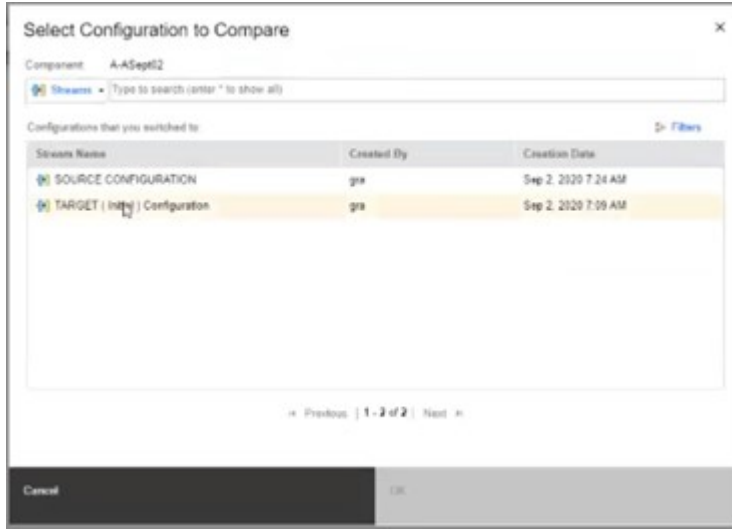 Select Configuration to Compare
Component: A-ASept02
Streams Type to search (enter * to show all)
Configurations that you switched to:
Filters
Stream Name Created By Creation Date
SOURCE CONFIGURATION gra Sep 2, 2020 7:24 AM
TARGET ( Initial ) Configuration gra Sep 2, 2020 7:09 AM
Previous | 1 - 2 of 2 | Next
Cancel OK